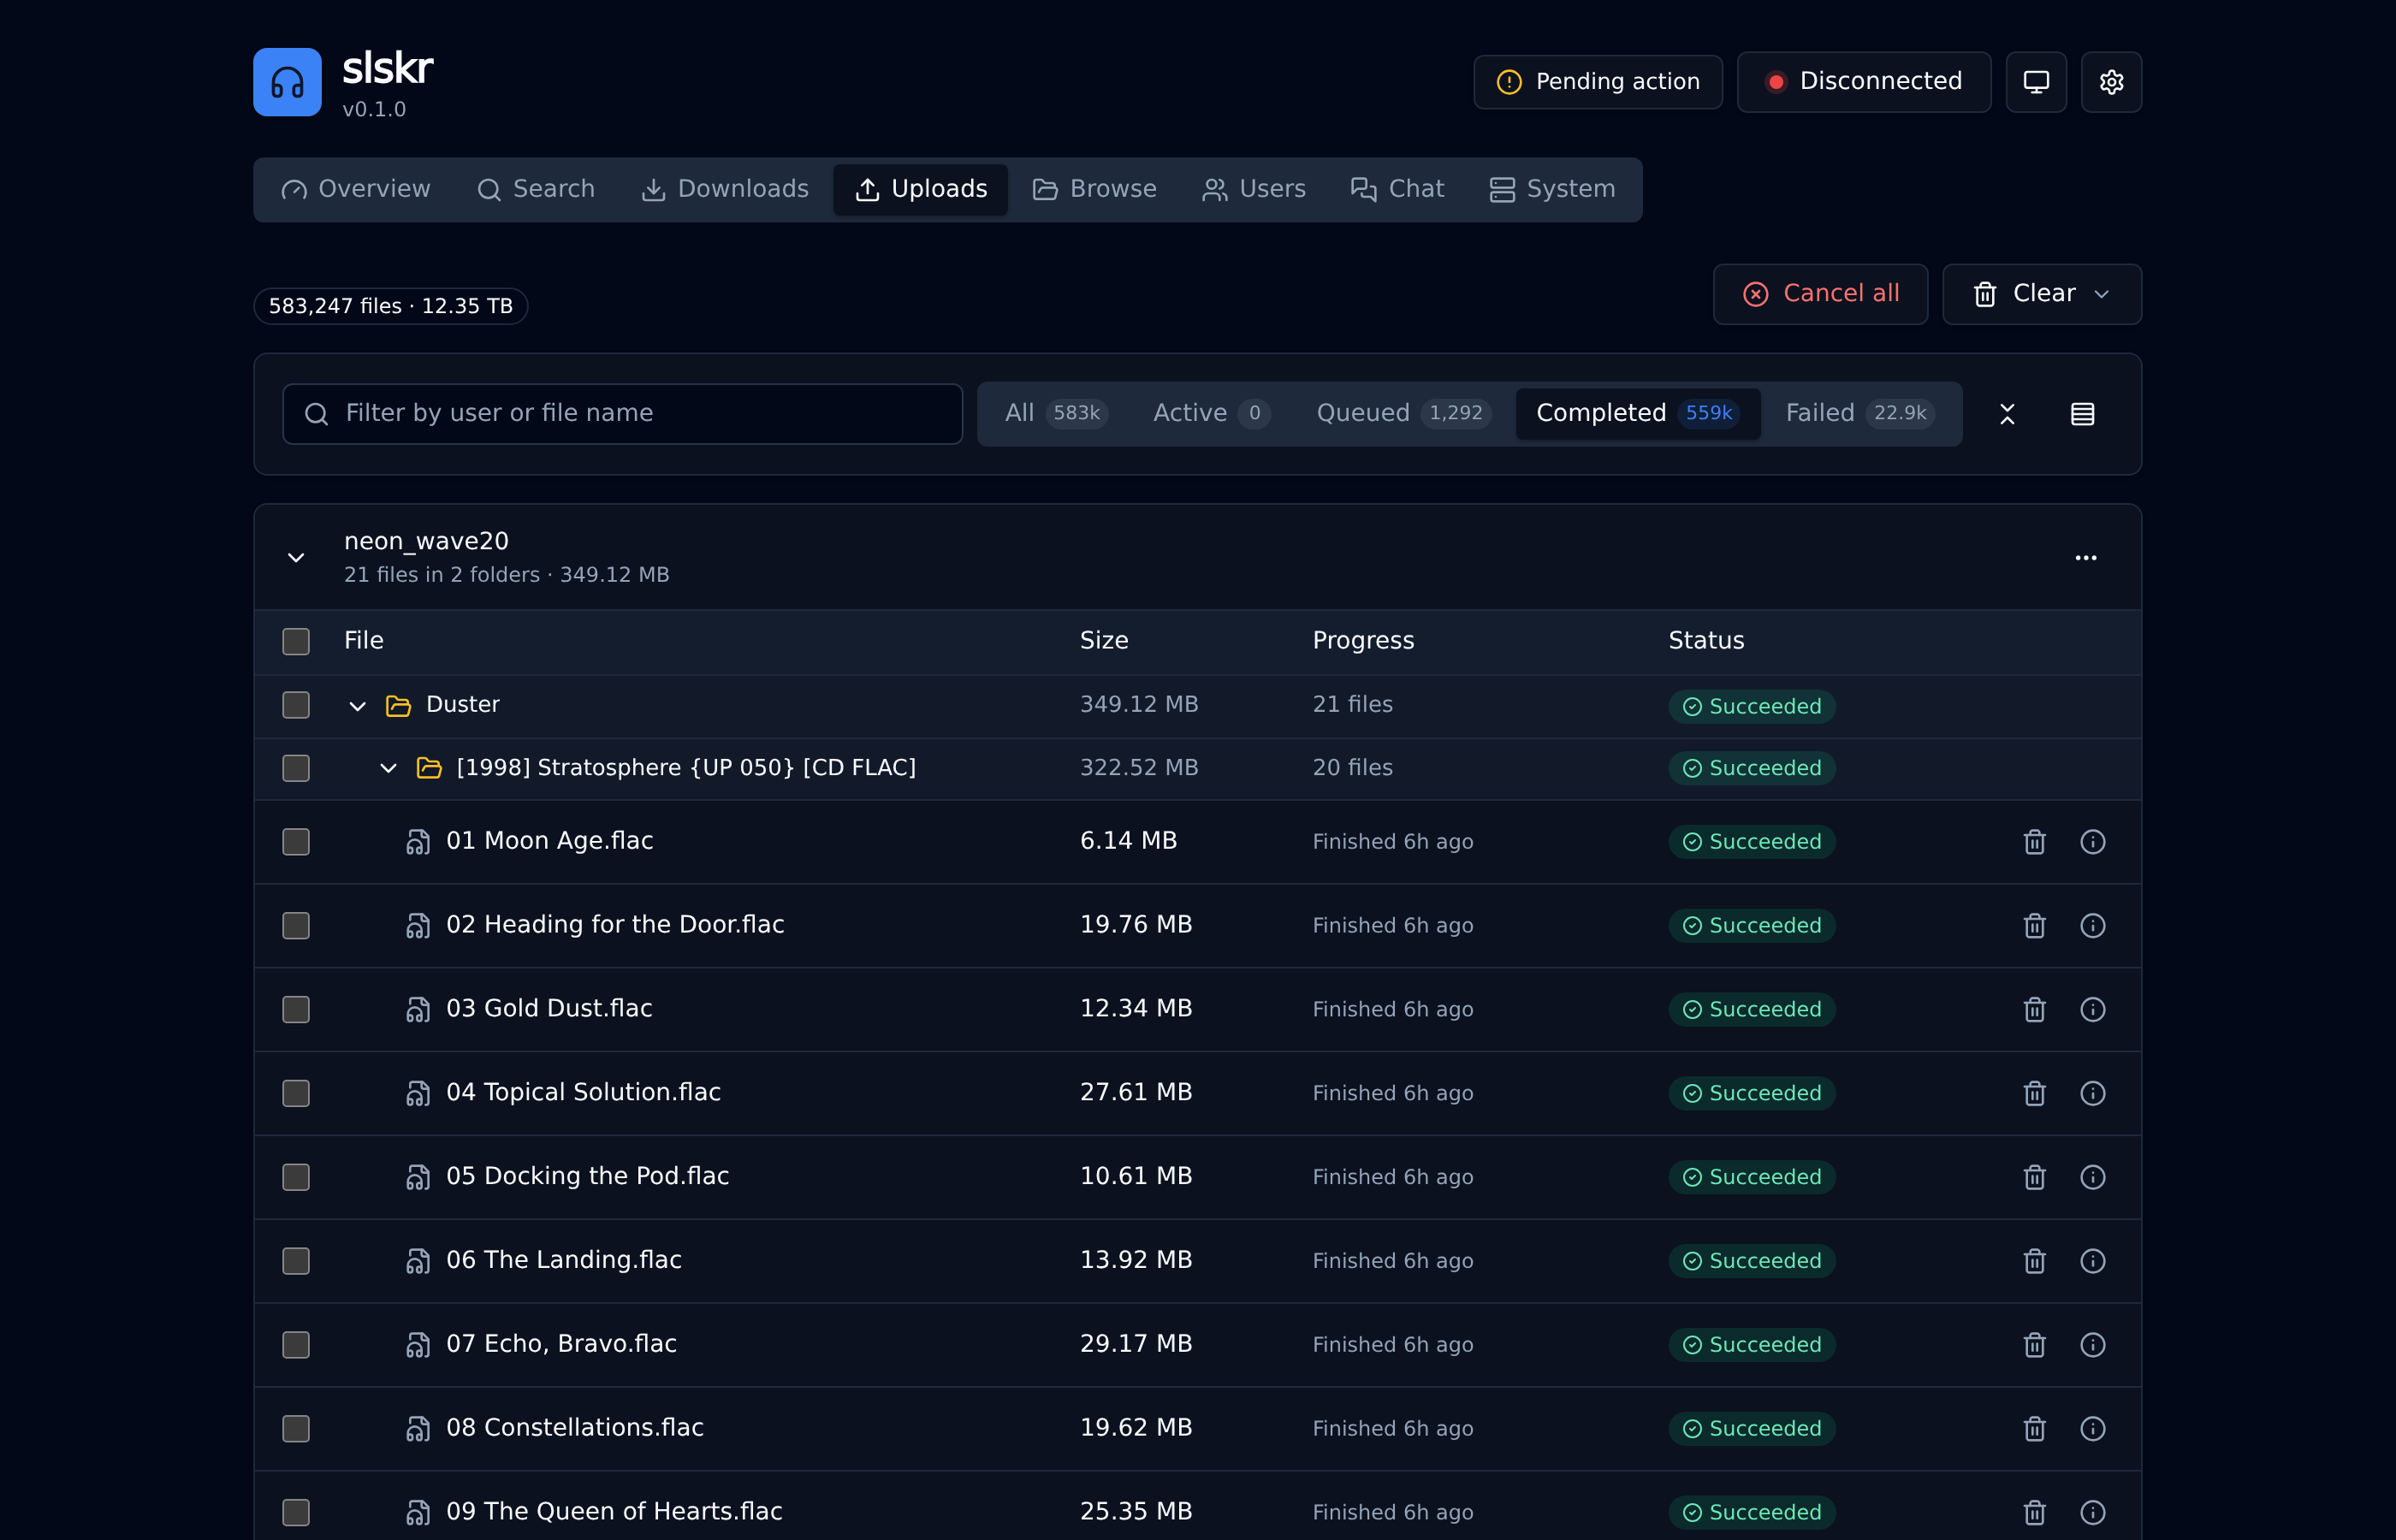 slskr
v0.1.0
Pending action
Disconnected
Overview Search Downloads Uploads Browse Users Chat System
583,247 files · 12.35 TB
Cancel all
Clear
Filter by user or file name
All 583k Active 0 Queued 1,292 Completed 559k Failed 22.9k
neon_wave20
21 files in 2 folders · 349.12 MB
File Size Progress Status
Duster 349.12 MB 21 files Succeeded
[1998] Stratosphere {UP 050} [CD FLAC] 322.52 MB 20 files Succeeded
01 Moon Age.flac 6.14 MB Finished 6h ago Succeeded
02 Heading for the Door.flac 19.76 MB Finished 6h ago Succeeded
03 Gold Dust.flac 12.34 MB Finished 6h ago Succeeded
04 Topical Solution.flac 27.61 MB Finished 6h ago Succeeded
05 Docking the Pod.flac 10.61 MB Finished 6h ago Succeeded
06 The Landing.flac 13.92 MB Finished 6h ago Succeeded
07 Echo, Bravo.flac 29.17 MB Finished 6h ago Succeeded
08 Constellations.flac 19.62 MB Finished 6h ago Succeeded
09 The Queen of Hearts.flac 25.35 MB Finished 6h ago Succeeded